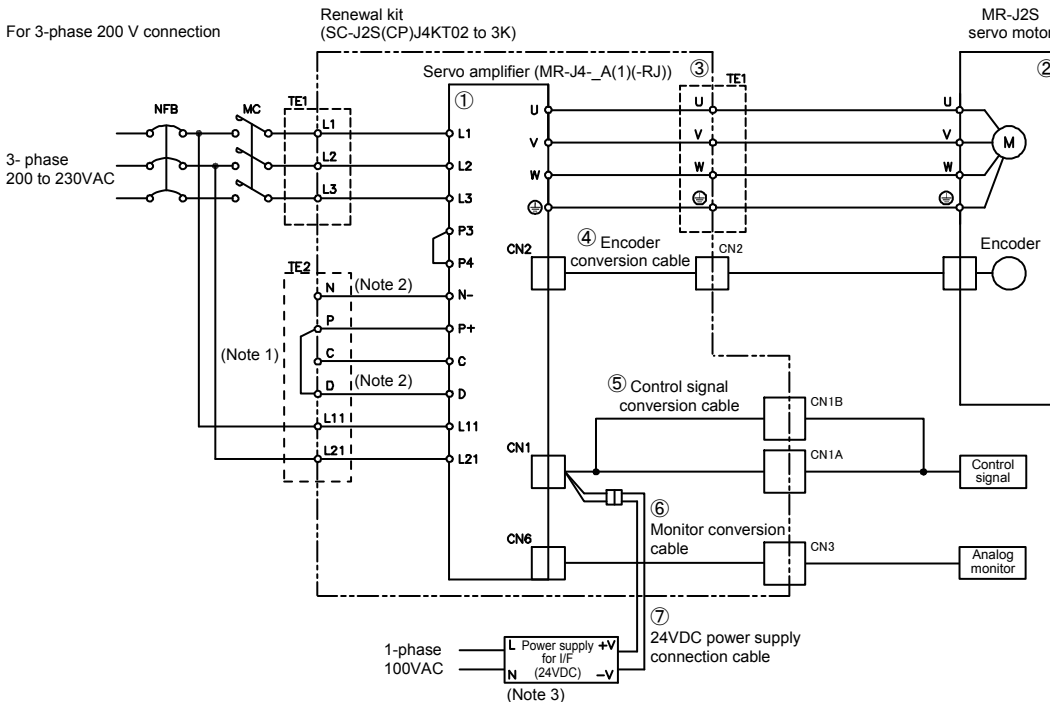 For 3-phase 200 V connection
Renewal kit
(SC-J2S(CP)J4KT02 to 3K)
MR-J2S
servo motor
Servo amplifier (MR-J4-_A(1)(-RJ))
③
TE1
②
①
NFB
MC
TE1
3- phase
200 to 230VAC
L1
L2
L3
L1
L2
L3
P3
P4
U
V
W
U
V
W
U
V
W
M
④ Encoder
conversion cable
CN2
CN2
Encoder
TE2
N (Note 2)
N-
P
P+
(Note 1)
C
C
D (Note 2)
D
L11
L11
L21
L21
⑤ Control signal
conversion cable
CN1B
CN1
CN1A
Control
signal
⑥
Monitor conversion
cable
CN6
CN3
Analog
monitor
⑦
24VDC power supply
connection cable
1-phase
100VAC
L Power supply +V
for I/F
N (24VDC) -V
(Note 3)